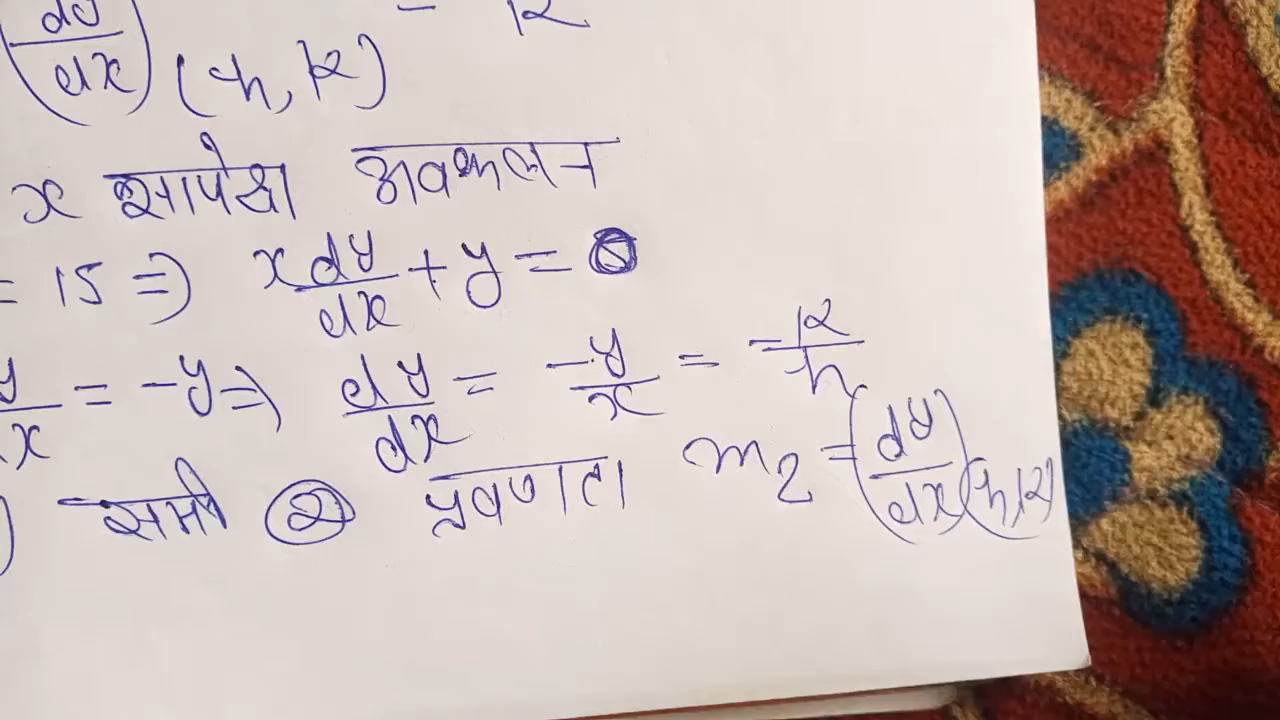 (dy/dx) (h, k) = k
x सापेक्ष अवकलन
= 15 ⇒ x dy/dx + y = 0
y/x = -y ⇒ dy/dx = -y/x = -k/h
) समी ② प्रवणता m2 = (dy/dx)(h, k)